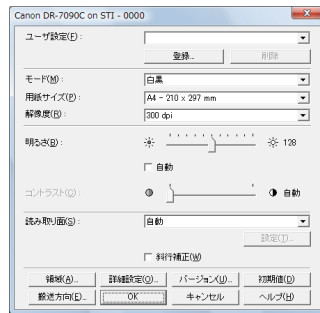 Canon DR-7090C on STI - 0000
ユーザ設定(F):
登録... 削除
モード(M): 白黒
用紙サイズ(P): A4 - 210 x 297 mm
解像度(R): 300 dpi
明るさ(B): 128
自動
コントラスト(C): 自動
読み取り面(S): 自動
設定(T)...
斜行補正(W)
領域(A)... 詳細設定(O)... バージョン(U)... 初期値(D)
搬送方向(E)... OK キャンセル ヘルプ(H)